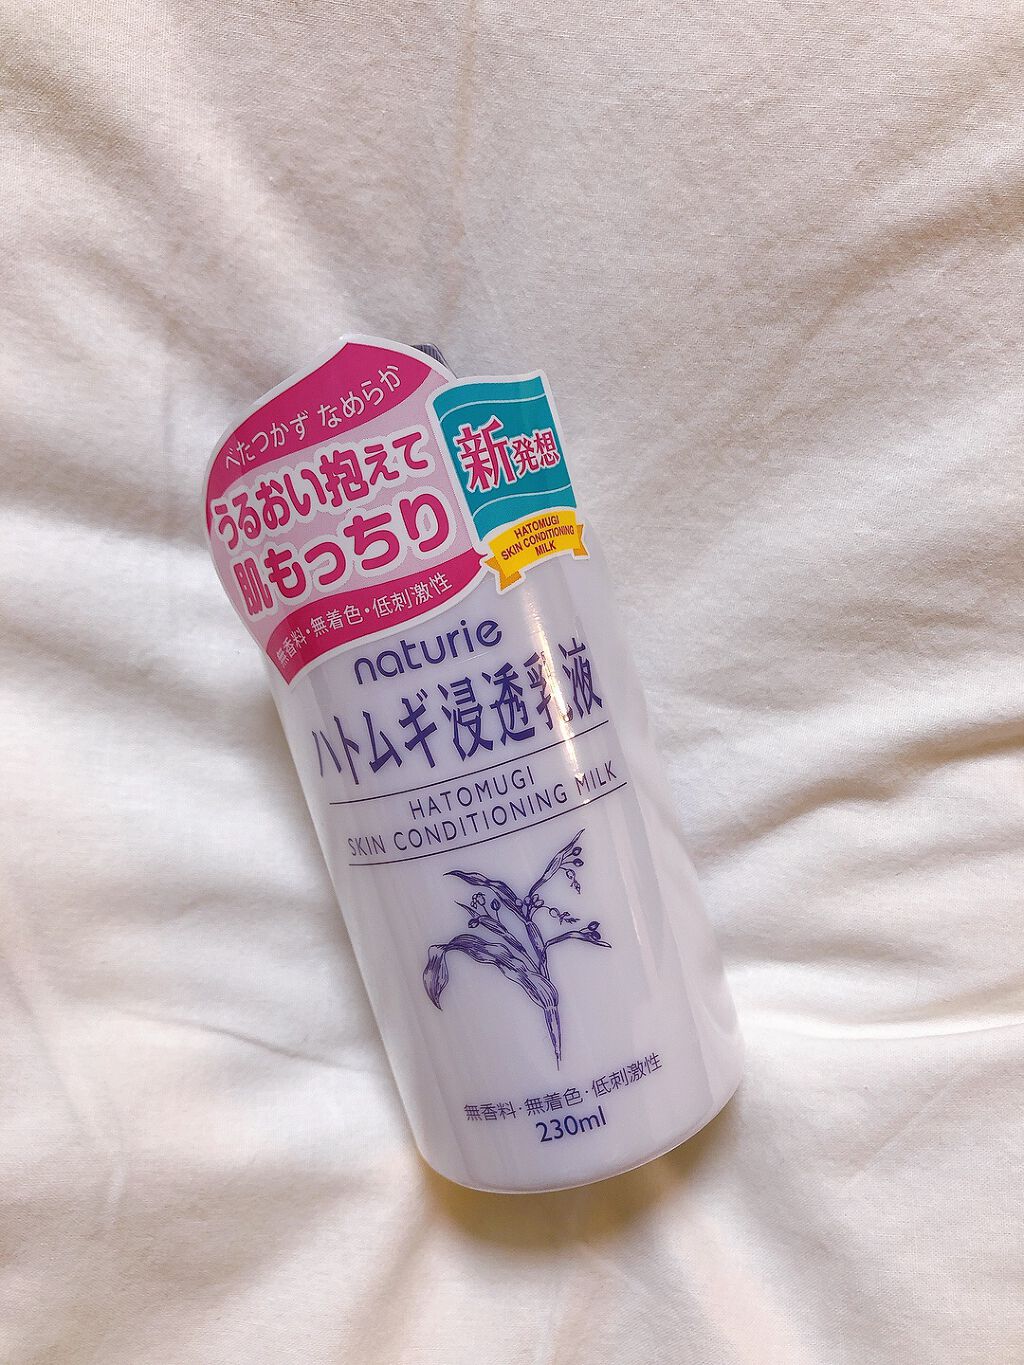 べたつかず なめらか
うるおい抱えて
肌もっちり
無香料・無着色・低刺激性
新発想
HATOMUGI
SKIN CONDITIONING
MILK
naturie
ハトムギ浸透乳液
HATOMUGI
SKIN CONDITIONING MILK
無香料・無着色・低刺激性
230ml